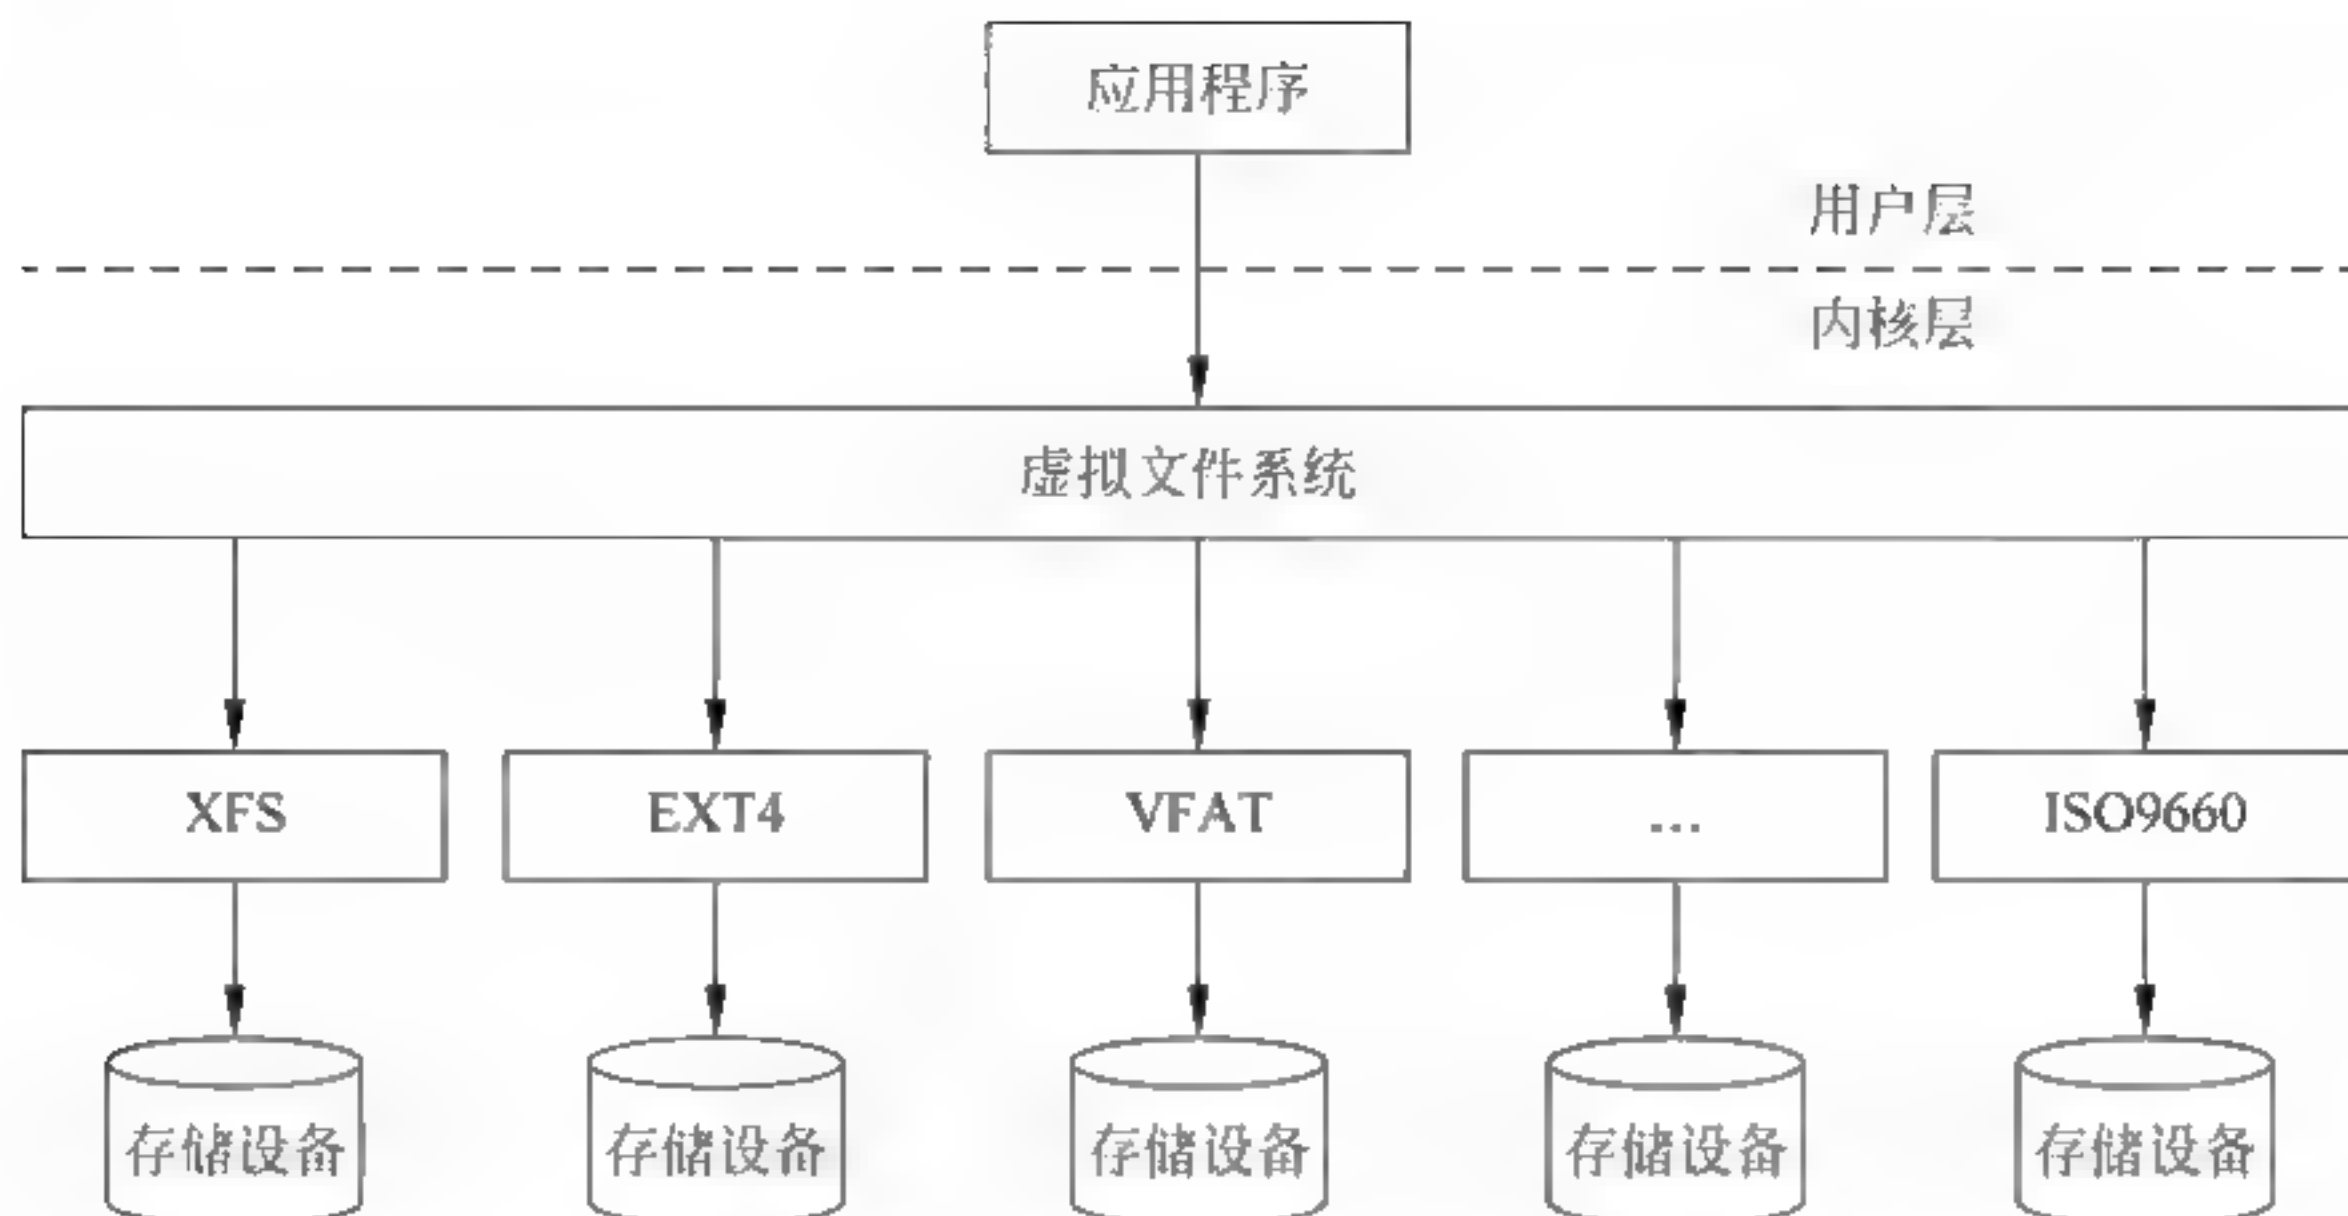 应用程序
用户层
内核层
虚拟文件系统
XFS EXT4 VFAT ... ISO9660
存储设备 存储设备 存储设备 存储设备 存储设备